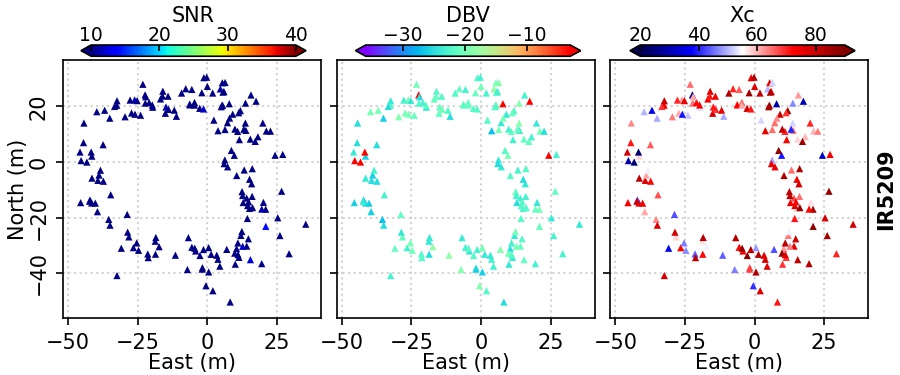 SNR DBV Xc
10 20 30 40 −30 −20 −10 20 40 60 80
20
0
−20
−40
North (m)
−50 −25 0 25 −50 −25 0 25 −50 −25 0 25
East (m) East (m) East (m)
IR5209